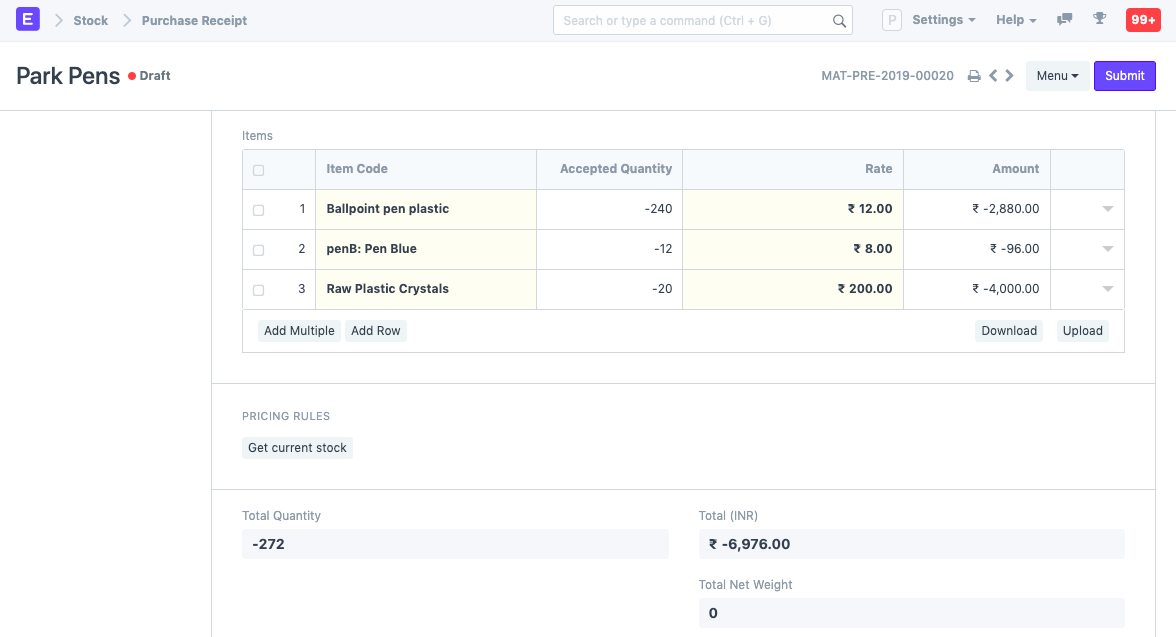 E Stock Purchase Receipt Search or type a command (Ctrl + G) P Settings Help 99+
Park Pens Draft MAT-PRE-2019-00020 Menu Submit
Items
Item Code Accepted Quantity Rate Amount
1 Ballpoint pen plastic -240 ₹ 12.00 ₹ -2,880.00
2 penB: Pen Blue -12 ₹ 8.00 ₹ -96.00
3 Raw Plastic Crystals -20 ₹ 200.00 ₹ -4,000.00
Add Multiple Add Row Download Upload
PRICING RULES
Get current stock
Total Quantity Total (INR)
-272 ₹ -6,976.00
Total Net Weight
0